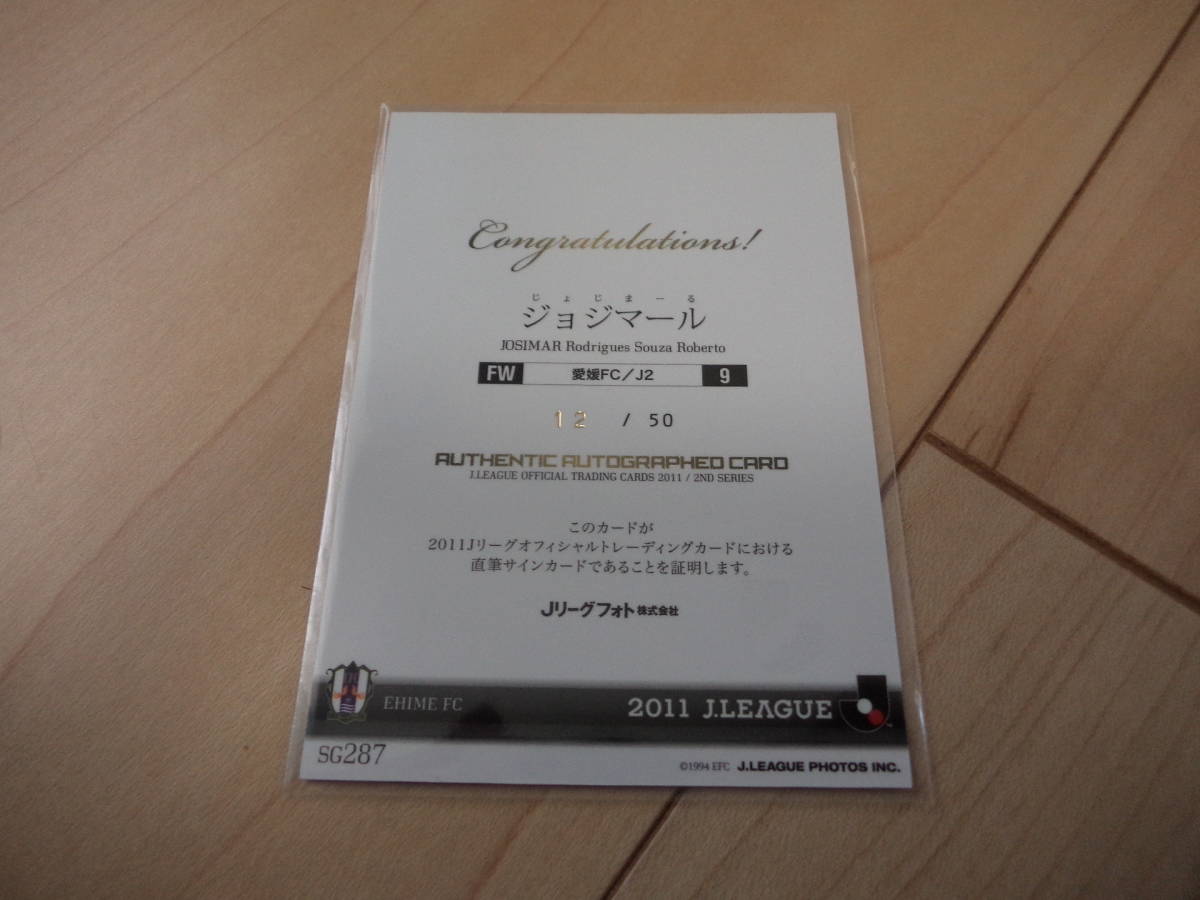 Congratulations!
じょじまーる
ジョジマール
JOSIMAR Rodrigues Souza Roberto
FW 愛媛FC／J2 9
12 / 50
AUTHENTIC AUTOGRAPHED CARD
J.LEAGUE OFFICIAL TRADING CARDS 2011 / 2ND SERIES
このカードが
2011Jリーグオフィシャルトレーディングカードにおける
直筆サインカードであることを証明します。
Jリーグフォト株式会社
EHIME FC 2011 J.LEAGUE
SG287
©1994 EFC J.LEAGUE PHOTOS INC.